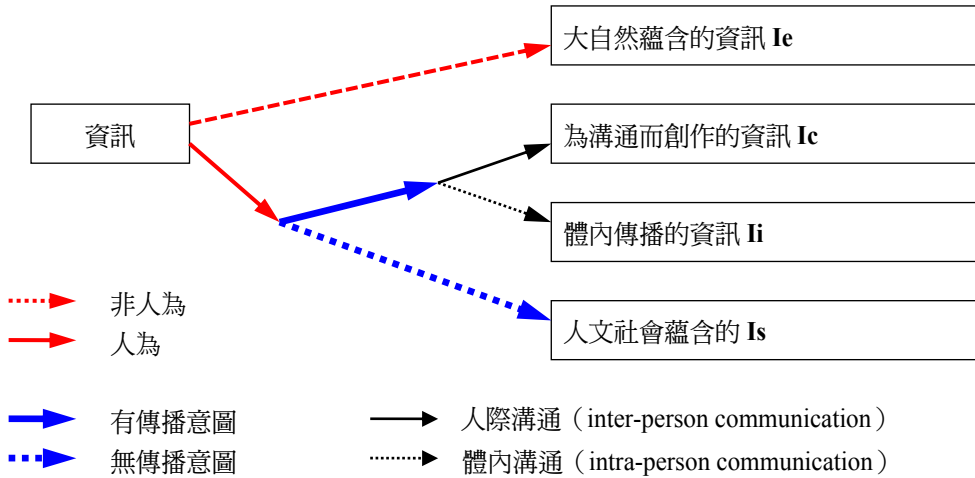 大自然蘊含的資訊 Ie
資訊
為溝通而創作的資訊 Ic
體內傳播的資訊 Ii
人文社會蘊含的 Is
非人為
人為
有傳播意圖
無傳播意圖
人際溝通（inter-person communication）
體內溝通（intra-person communication）